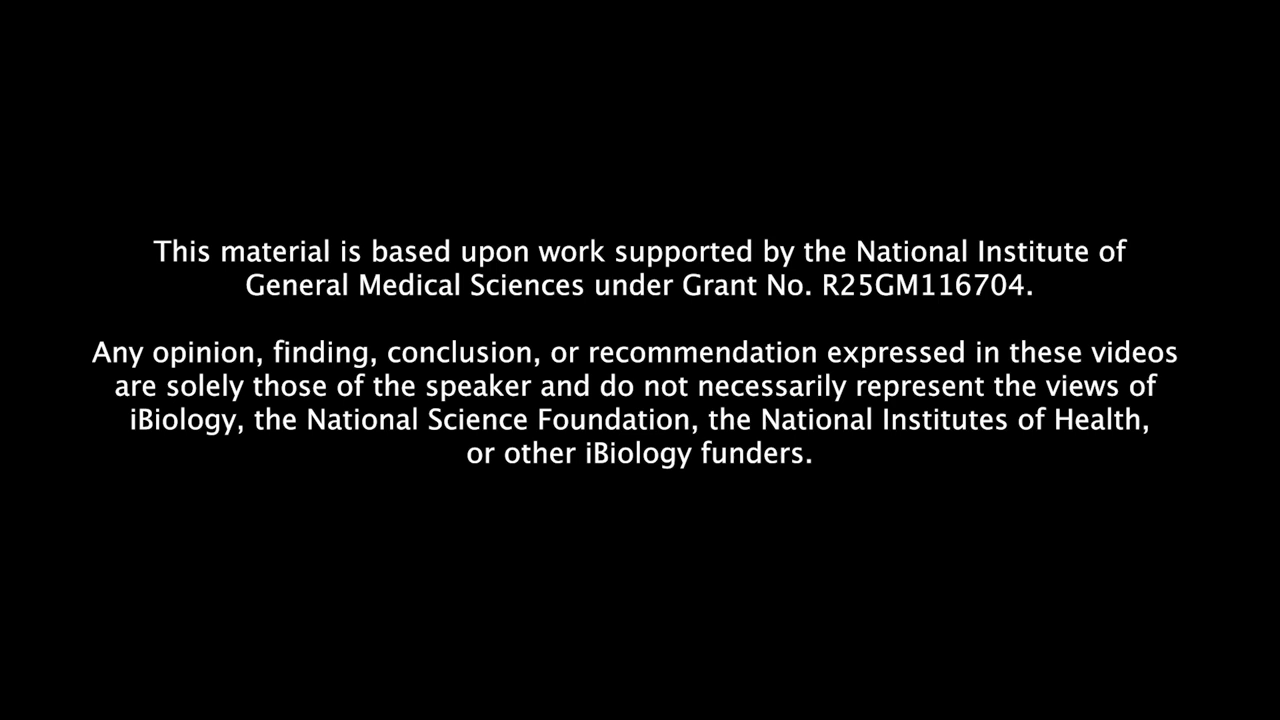 This material is based upon work supported by the National Institute of
General Medical Sciences under Grant No. R25GM116704.
Any opinion, finding, conclusion, or recommendation expressed in these videos
are solely those of the speaker and do not necessarily represent the views of
iBiology, the National Science Foundation, the National Institutes of Health,
or other iBiology funders.